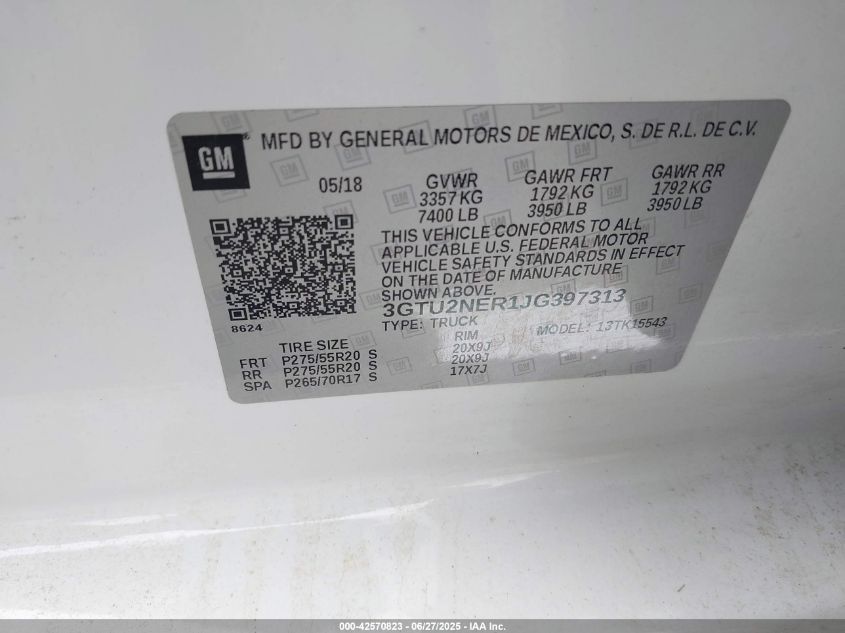 GM
MFD BY GENERAL MOTORS DE MEXICO, S. DE R.L. DE C.V.
05/18
GVWR GAWR FRT GAWR RR
3357 KG 1792 KG 1792 KG
7400 LB 3950 LB 3950 LB
THIS VEHICLE CONFORMS TO ALL
APPLICABLE U.S. FEDERAL MOTOR
VEHICLE SAFETY STANDARDS IN EFFECT
ON THE DATE OF MANUFACTURE
SHOWN ABOVE.
3GTU2NER1JG397313
8624
TYPE: TRUCK MODEL: 13TK15543
TIRE SIZE RIM
FRT P275/55R20 S 20X9J
RR P275/55R20 S 20X9J
SPA P265/70R17 S 17X7J
000-42570823 - 06/27/2025 - IAA Inc.